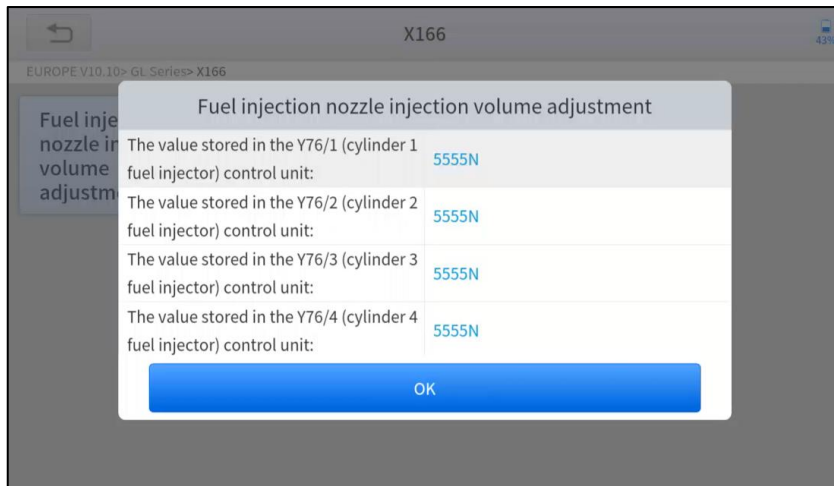 X166
43%
EUROPE V10.10> GL Series> X166
Fuel inje
nozzle in
volume
adjustm
Fuel injection nozzle injection volume adjustment
The value stored in the Y76/1 (cylinder 1
fuel injector) control unit:
5555N
The value stored in the Y76/2 (cylinder 2
fuel injector) control unit:
5555N
The value stored in the Y76/3 (cylinder 3
fuel injector) control unit:
5555N
The value stored in the Y76/4 (cylinder 4
fuel injector) control unit:
5555N
OK